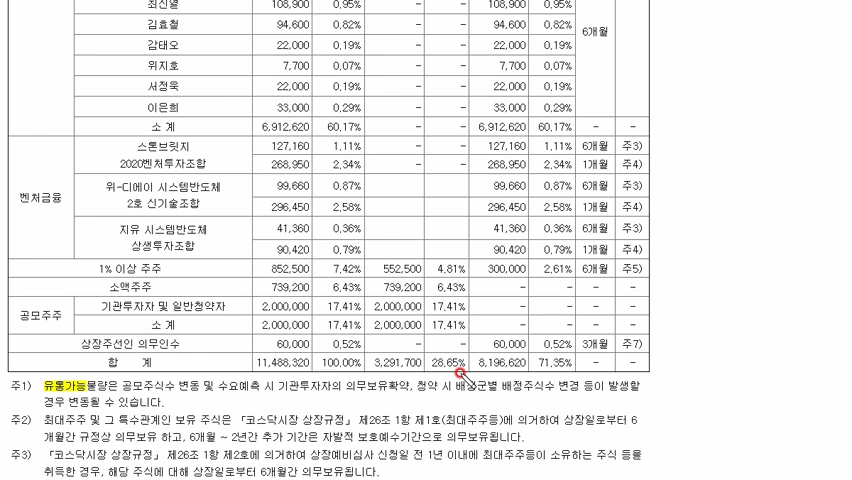 최신열 108,900 0.95% - - 108,900 0.95%
김효철 94,600 0.82% - - 94,600 0.82% 6개월
감태오 22,000 0.19% - - 22,000 0.19%
위지호 7,700 0.07% - - 7,700 0.07%
서정욱 22,000 0.19% - - 22,000 0.19%
이은희 33,000 0.29% - - 33,000 0.29%
소 계 6,912,620 60.17% - - 6,912,620 60.17% - -
벤처금융 스톤브릿지 2020벤처투자조합 127,160 1.11% - - 127,160 1.11% 6개월 주3)
268,950 2.34% - - 268,950 2.34% 1개월 주4)
위-디에이 시스템반도체 2호 신기술조합 99,660 0.87% 99,660 0.87% 6개월 주3)
296,450 2.58% 296,450 2.58% 1개월 주4)
지유 시스템반도체 상생투자조합 41,360 0.36% 41,360 0.36% 6개월 주3)
90,420 0.79% 90,420 0.79% 1개월 주4)
1% 이상 주주 852,500 7.42% 552,500 4.81% 300,000 2.61% 6개월 주5)
소액주주 739,200 6.43% 739,200 6.43% - - - -
공모주주 기관투자자 및 일반청약자 2,000,000 17.41% 2,000,000 17.41% - - - -
소 계 2,000,000 17.41% 2,000,000 17.41% - - - -
상장주선인 의무인수 60,000 0.52% - - 60,000 0.52% 3개월 주7)
합 계 11,488,320 100.00% 3,291,700 28.65% 8,196,620 71.35% - -
주1) 유통가능물량은 공모주식수 변동 및 수요예측 시 기관투자자의 의무보유확약, 청약 시 배정군별 배정주식수 변경 등이 발생할
경우 변동될 수 있습니다.
주2) 최대주주 및 그 특수관계인 보유 주식은 「코스닥시장 상장규정」 제26조 1항 제1호(최대주주등)에 의거하여 상장일로부터 6
개월간 규정상 의무보유 하고, 6개월 ~ 2년간 추가 기간은 자발적 보호예수기간으로 의무보유됩니다.
주3) 「코스닥시장 상장규정」 제26조 1항 제2호에 의거하여 상장예비심사 신청일 전 1년 이내에 최대주주등이 소유하는 주식 등을
취득한 경우, 해당 주식에 대해 상장일로부터 6개월간 의무보유됩니다.